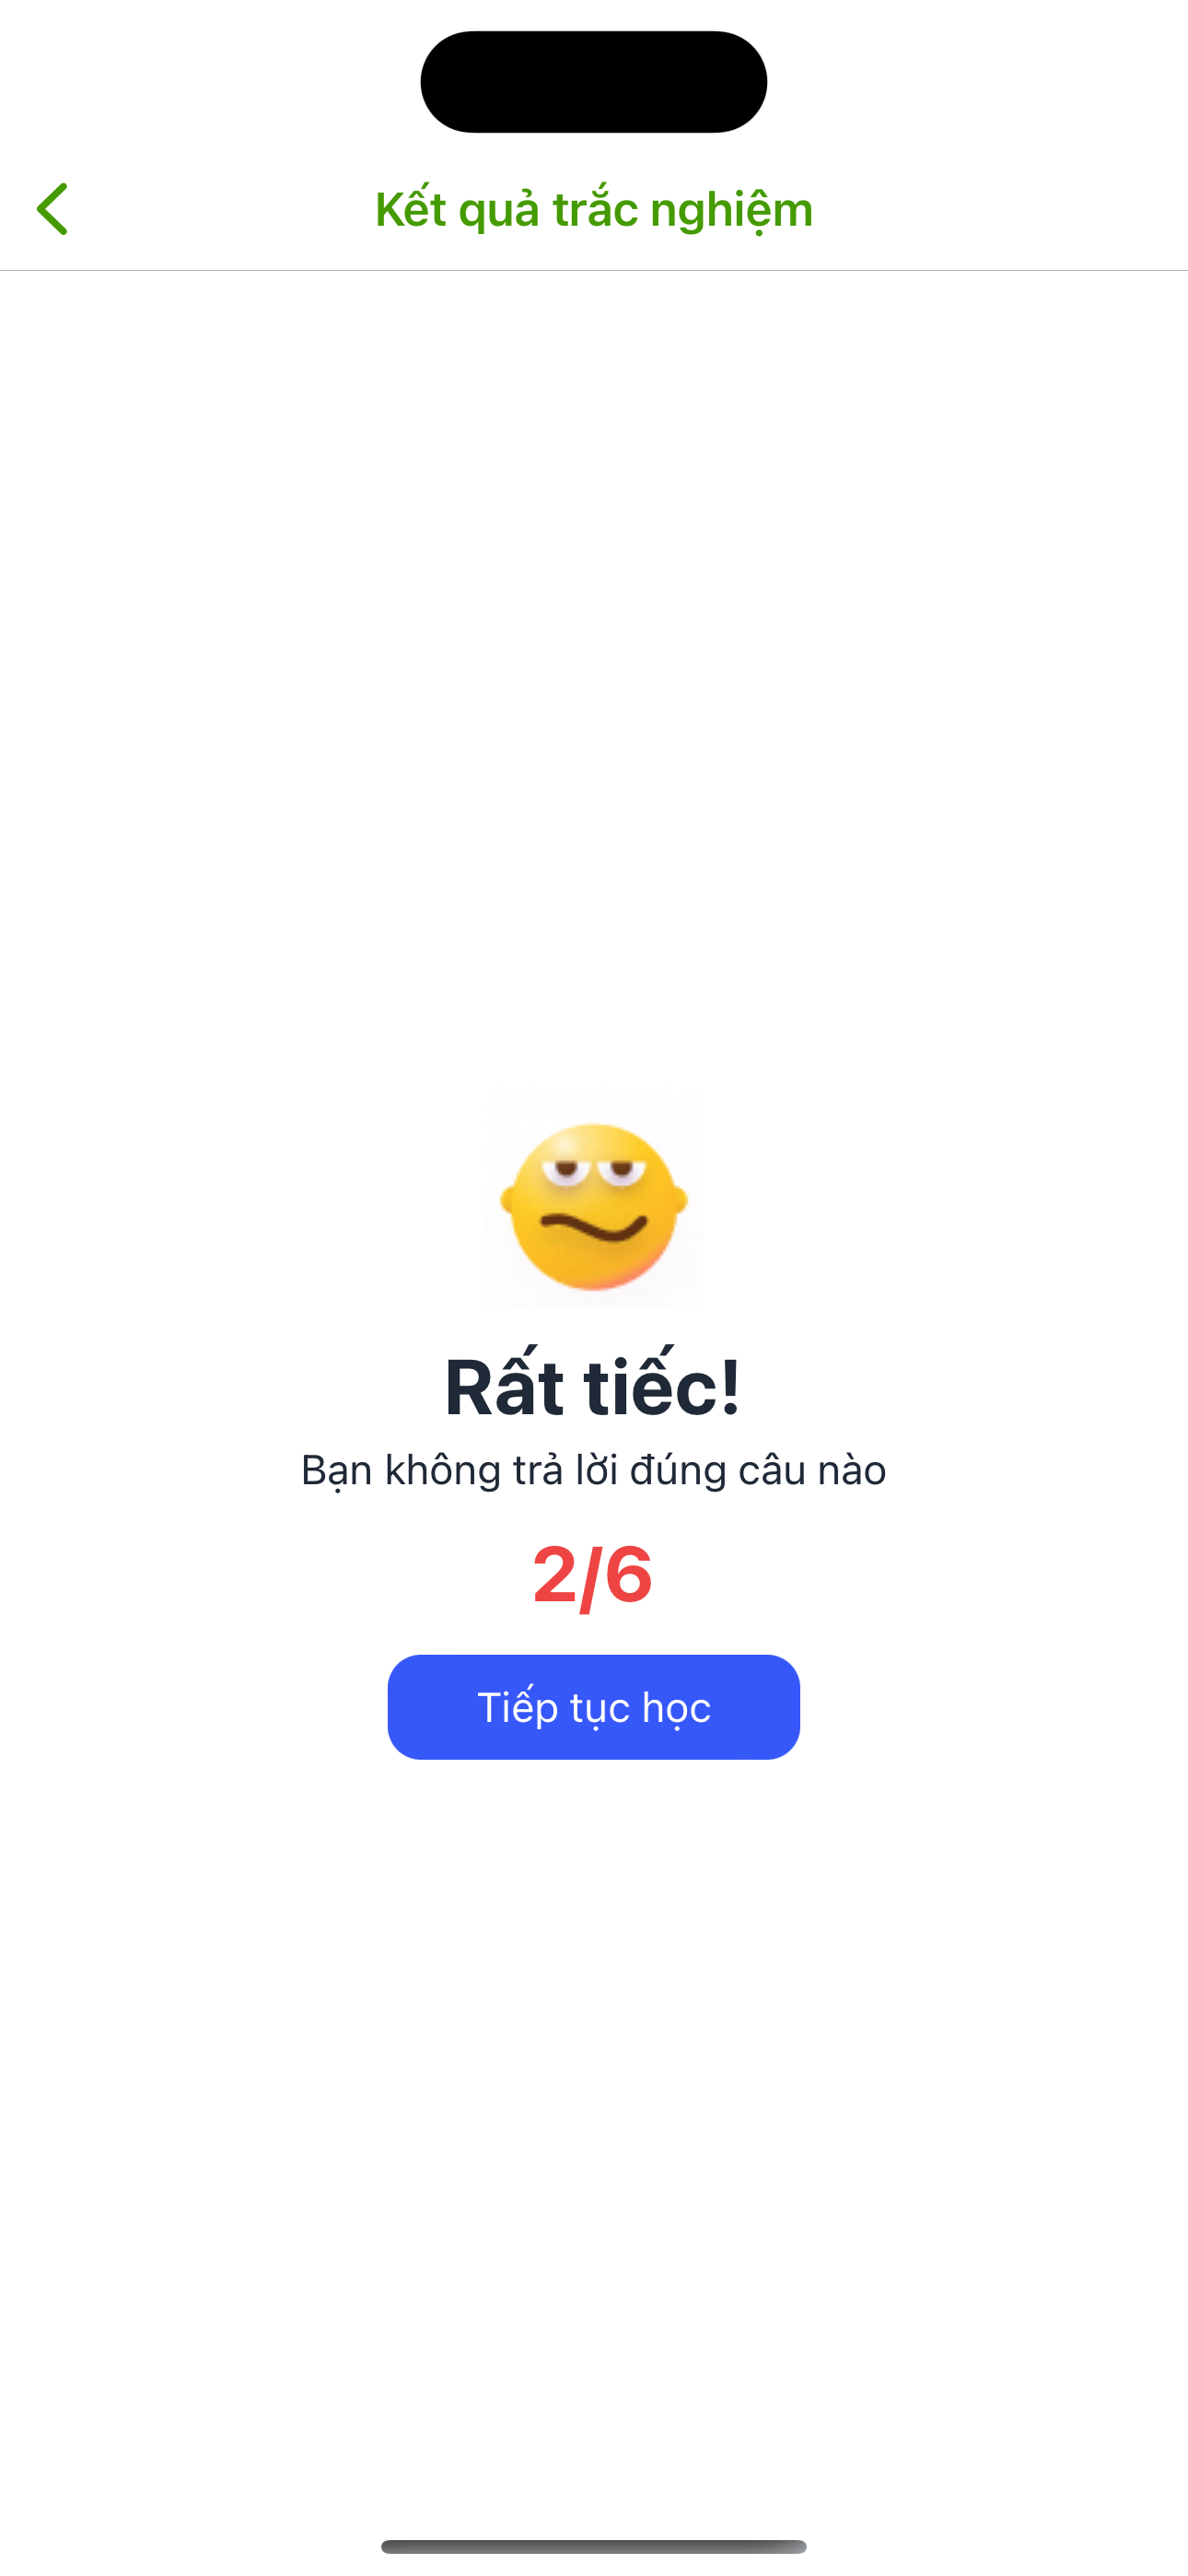 Kết quả trắc nghiệm
Rất tiếc!
Bạn không trả lời đúng câu nào
2/6
Tiếp tục học